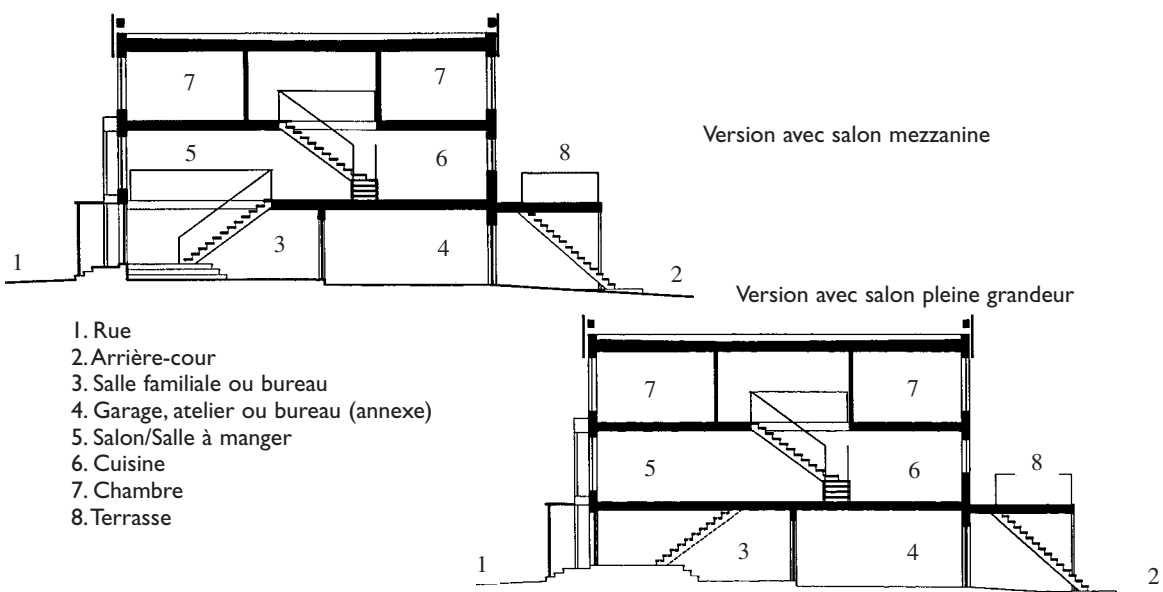 7
7
Version avec salon mezzanine
5
6
8
3
4
1
2
Version avec salon pleine grandeur
1. Rue
2. Arrière-cour
3. Salle familiale ou bureau
4. Garage, atelier ou bureau (annexe)
5. Salon/Salle à manger
6. Cuisine
7. Chambre
8. Terrasse
7
7
5
6
8
3
4
1
2